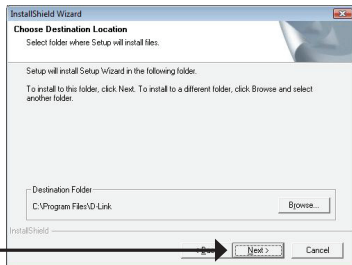 InstallShield Wizard
Choose Destination Location
Select folder where Setup will install files.
Setup will install Setup Wizard in the following folder.
To install to this folder, click Next. To install to a different folder, click Browse and select
another folder.
Destination Folder
C:\Program Files\D-Link
Browse...
InstallShield
Next > Cancel